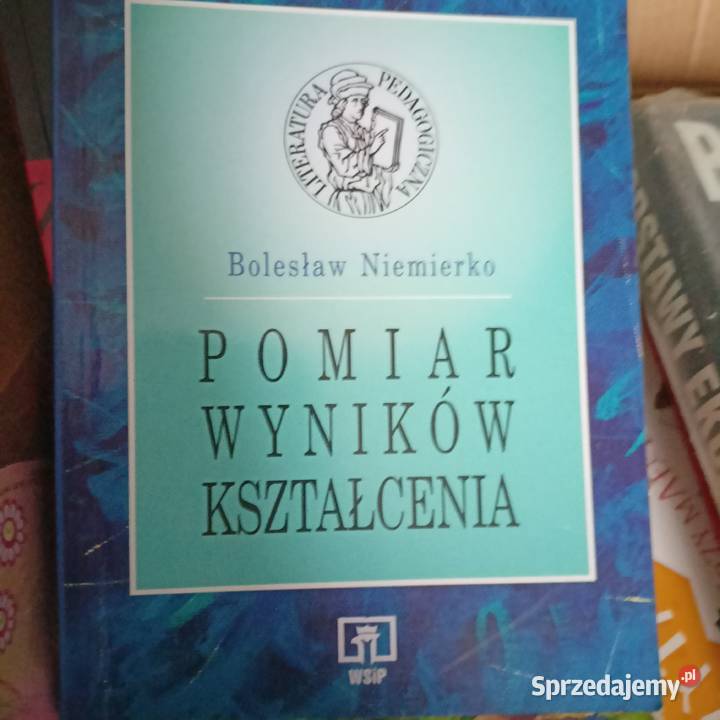 LITERATURA PEDAGOGICZNA
Bolesław Niemierko
POMIAR
WYNIKÓW
KSZTAŁCENIA
WSiP
Sprzedajemy.pl